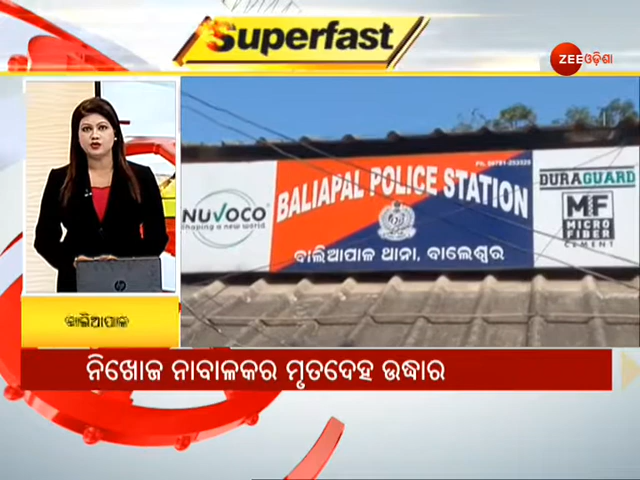 Superfast
ZEE ଓଡ଼ିଶା
NUVOCO
shaping a new world
BALIAPAL POLICE STATION
ବାଲିଆପାଳ ଥାନା, ବାଲେଶ୍ୱର
DURAGUARD
MF
MICRO
FIBER
CEMENT
hp
ବାଲିଆପାଳ
ନିଖୋଜ ନାବାଳକର ମୃତଦେହ ଉଦ୍ଧାର